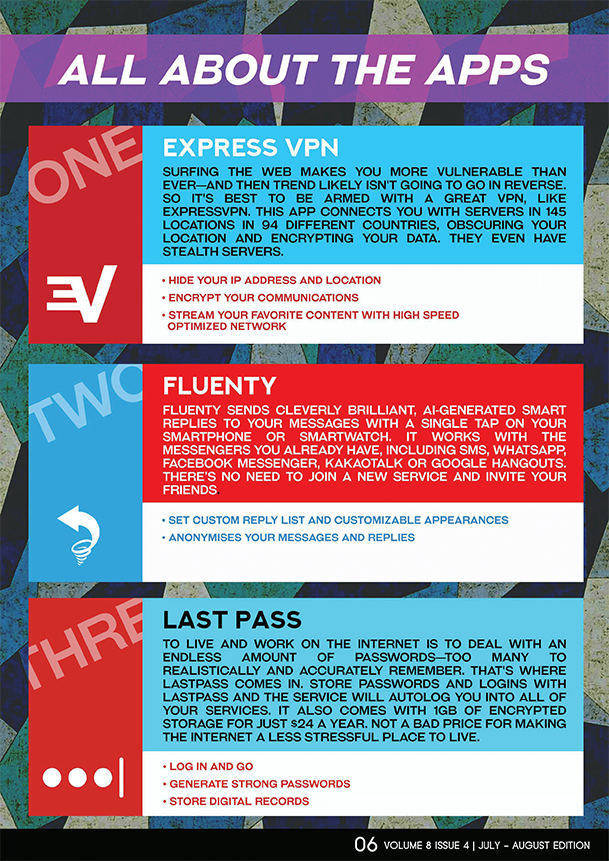 ALL ABOUT THE APPS
ONE
EXPRESS VPN
SURFING THE WEB MAKES YOU MORE VULNERABLE THAN
EVER—AND THEN TREND LIKELY ISN'T GOING TO GO IN REVERSE.
SO IT'S BEST TO BE ARMED WITH A GREAT VPN, LIKE
EXPRESSVPN. THIS APP CONNECTS YOU WITH SERVERS IN 145
LOCATIONS IN 94 DIFFERENT COUNTRIES, OBSCURING YOUR
LOCATION AND ENCRYPTING YOUR DATA. THEY EVEN HAVE
STEALTH SERVERS.
• HIDE YOUR IP ADDRESS AND LOCATION
• ENCRYPT YOUR COMMUNICATIONS
• STREAM YOUR FAVORITE CONTENT WITH HIGH SPEED
OPTIMIZED NETWORK
TWO
FLUENTY
FLUENTY SENDS CLEVERLY BRILLIANT, AI-GENERATED SMART
REPLIES TO YOUR MESSAGES WITH A SINGLE TAP ON YOUR
SMARTPHONE OR SMARTWATCH. IT WORKS WITH THE
MESSENGERS YOU ALREADY HAVE, INCLUDING SMS, WHATSAPP,
FACEBOOK MESSENGER, KAKAOTALK OR GOOGLE HANGOUTS.
THERE'S NO NEED TO JOIN A NEW SERVICE AND INVITE YOUR
FRIENDS.
• SET CUSTOM REPLY LIST AND CUSTOMIZABLE APPEARANCES
• ANONYMISES YOUR MESSAGES AND REPLIES
THRE
LAST PASS
TO LIVE AND WORK ON THE INTERNET IS TO DEAL WITH AN
ENDLESS AMOUNT OF PASSWORDS—TOO MANY TO
REALISTICALLY AND ACCURATELY REMEMBER. THAT'S WHERE
LASTPASS COMES IN. STORE PASSWORDS AND LOGINS WITH
LASTPASS AND THE SERVICE WILL AUTOLOG YOU INTO ALL OF
YOUR SERVICES. IT ALSO COMES WITH 1GB OF ENCRYPTED
STORAGE FOR JUST $24 A YEAR. NOT A BAD PRICE FOR MAKING
THE INTERNET A LESS STRESSFUL PLACE TO LIVE.
• LOG IN AND GO
• GENERATE STRONG PASSWORDS
• STORE DIGITAL RECORDS
06 VOLUME 8 ISSUE 4 | JULY – AUGUST EDITION